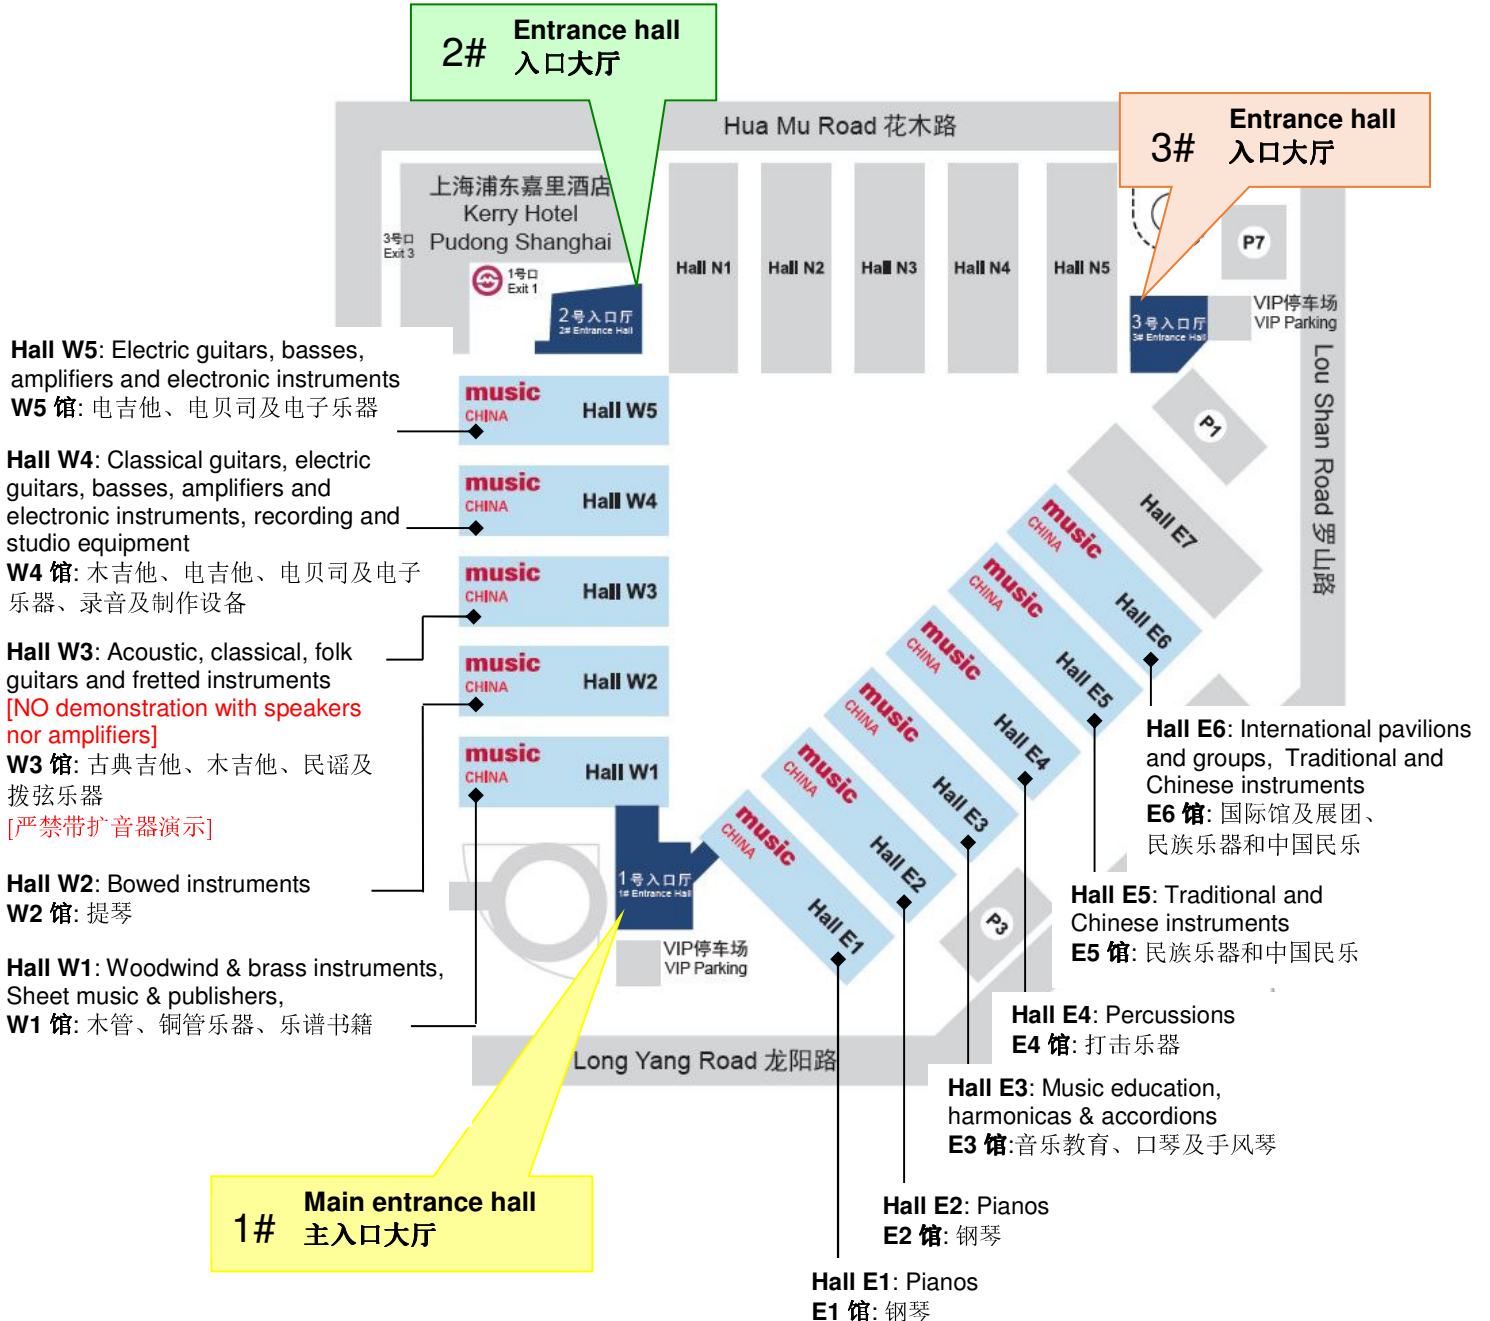 2#
Entrance hall
入口大厅
3#
Entrance hall
入口大厅
Hua Mu Road 花木路
上海浦东嘉里酒店
Kerry Hotel
Pudong Shanghai
3号口
Exit 3
1号口
Exit 1
2号入口厅
2# Entrance Hall
Hall N1
Hall N2
Hall N3
Hall N4
Hall N5
P7
3号入口厅
3# Entrance Hall
VIP停车场
VIP Parking
Lou Shan Road 罗山路
P1
Hall W5: Electric guitars, basses,
amplifiers and electronic instruments
W5 馆: 电吉他、电贝司及电子乐器
music
CHINA
Hall W5
Hall W4: Classical guitars, electric
guitars, basses, amplifiers and
electronic instruments, recording and
studio equipment
W4 馆: 木吉他、电吉他、电贝司及电子
乐器、录音及制作设备
music
CHINA
Hall W4
Hall W3: Acoustic, classical, folk
guitars and fretted instruments
[NO demonstration with speakers
nor amplifiers]
W3 馆: 古典吉他、木吉他、民谣及
拨弦乐器
[严禁带扩音器演示]
music
CHINA
Hall W3
Hall W2: Bowed instruments
W2 馆: 提琴
music
CHINA
Hall W2
Hall W1: Woodwind & brass instruments,
Sheet music & publishers,
W1 馆: 木管、铜管乐器、乐谱书籍
music
CHINA
Hall W1
1号入口厅
1# Entrance Hall
VIP停车场
VIP Parking
Hall E7
music
CHINA
Hall E6
music
CHINA
Hall E5
music
CHINA
Hall E4
music
CHINA
Hall E3
music
CHINA
Hall E2
music
CHINA
Hall E1
P3
Hall E6: International pavilions
and groups, Traditional and
Chinese instruments
E6 馆: 国际馆及展团、
民族乐器和中国民乐
Hall E5: Traditional and
Chinese instruments
E5 馆: 民族乐器和中国民乐
Hall E4: Percussions
E4 馆: 打击乐器
Hall E3: Music education,
harmonicas & accordions
E3 馆:音乐教育、口琴及手风琴
Hall E2: Pianos
E2 馆: 钢琴
Hall E1: Pianos
E1 馆: 钢琴
Long Yang Road 龙阳路
1#
Main entrance hall
主入口大厅